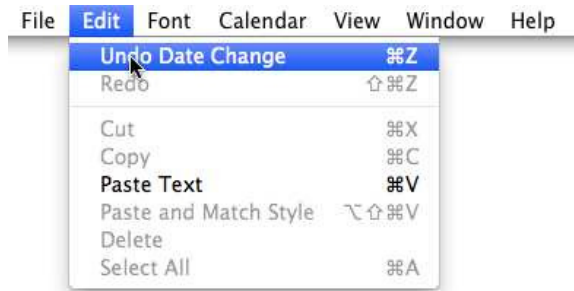 File Edit Font Calendar View Window Help
Undo Date Change ⌘Z
Redo ⇧⌘Z
Cut ⌘X
Copy ⌘C
Paste Text ⌘V
Paste and Match Style ⌥⇧⌘V
Delete
Select All ⌘A